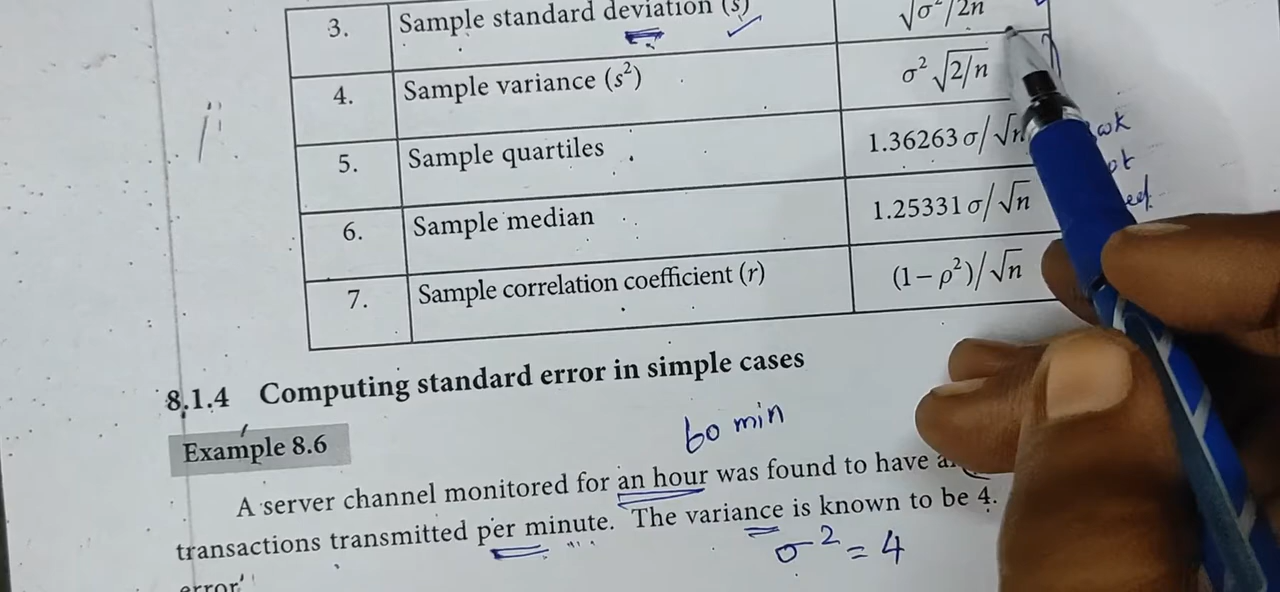 3. Sample standard deviation (s) √σ²/2n
4. Sample variance (s²) σ² √2/n
5. Sample quartiles 1.36263 σ/√n
6. Sample median 1.25331 σ/√n
7. Sample correlation coefficient (r) (1 − ρ²)/√n
8.1.4 Computing standard error in simple cases
Example 8.6
60 min
A server channel monitored for an hour was found to have
transactions transmitted per minute. The variance is known to be 4.
σ² = 4
error